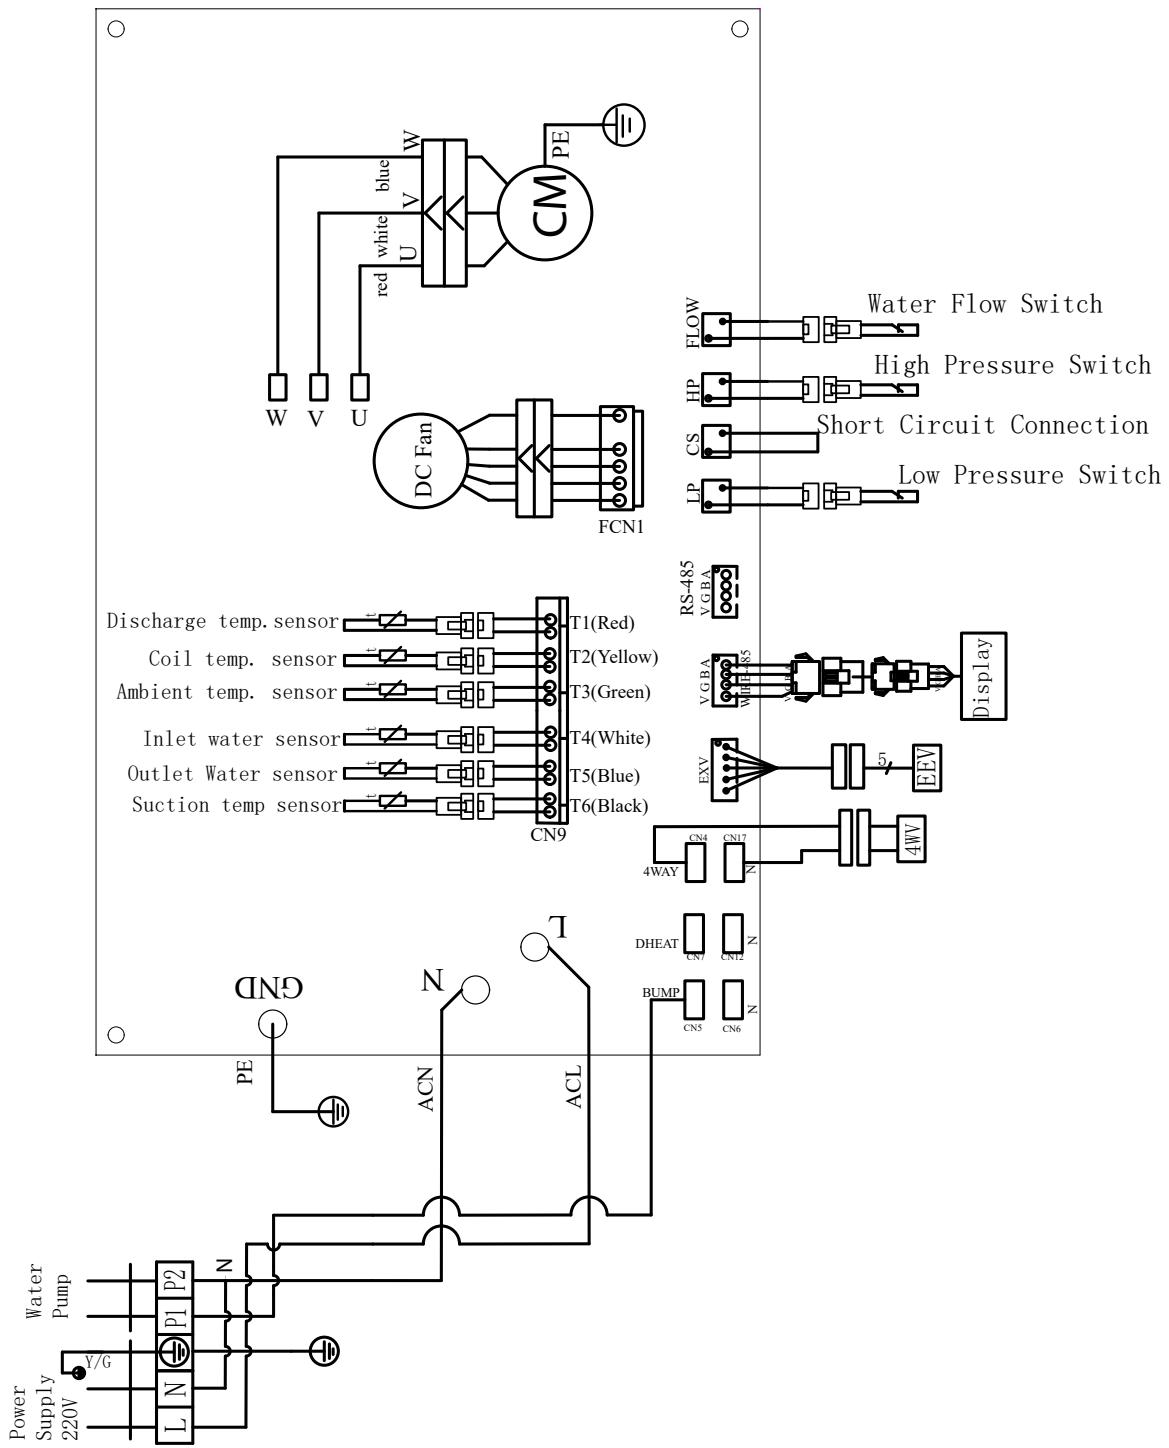 W
blue
V
white
U
red
CM
PE
W
V
U
DC Fan
FCN1
FLOW
Water Flow Switch
HP
High Pressure Switch
CS
Short Circuit Connection
LP
Low Pressure Switch
RS-485
V G B A
Discharge temp.sensor
t
T1(Red)
Coil temp. sensor
t
T2(Yellow)
Ambient temp. sensor
t
T3(Green)
Inlet water sensor
t
T4(White)
Outlet Water sensor
t
T5(Blue)
Suction temp sensor
t
T6(Black)
CN9
V G B A
WIRE-485
V G B A
Display
EXV
5
EEV
4WAY
CN4
CN17
N
4WV
DHEAT
CN7
CN12
N
BUMP
CN5
CN6
N
GND
PE
N
ACN
L
ACL
Water
Pump
P2
N
P1
Y/G
Power
Supply
220V
N
L